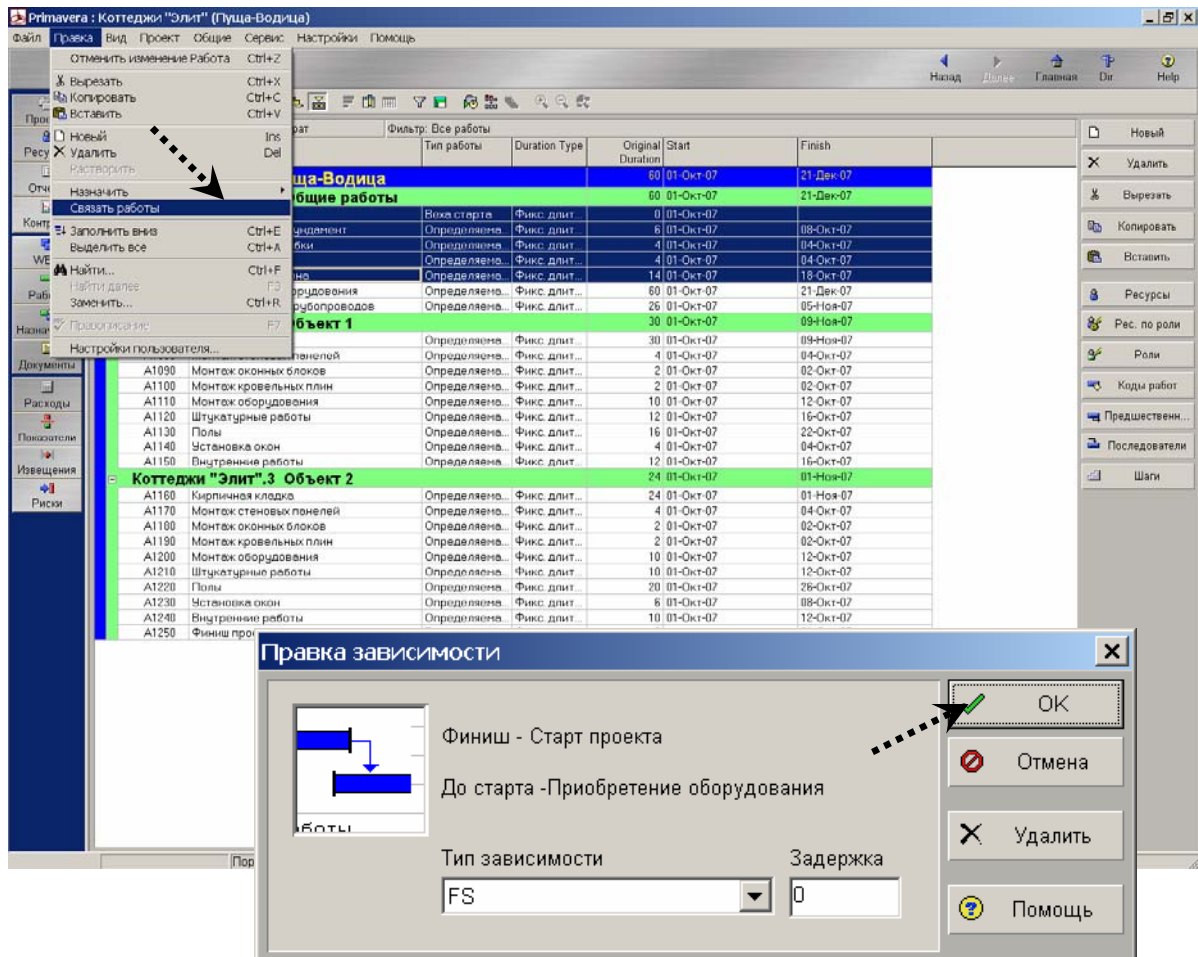 Primavera : Коттеджи "Элит" (Пуща-Водица)
Файл Правка Вид Проект Общие Сервис Настройки Помощь
Отменить изменение Работа Ctrl+Z
Вырезать Ctrl+X
Копировать Ctrl+C
Вставить Ctrl+V
Новый Ins
Удалить Del
Растворить
Назначить
Связать работы
Заполнить вниз Ctrl+E
Выделить все Ctrl+A
Найти... Ctrl+F
Найти далее F3
Заменить... Ctrl+R
Правописание F7
Настройки пользователя...
Назад Далее Главная Dir Help
Документы
Расходы
Показатели
Извещения
Риски
Фильтр: Все работы
Тип работы Duration Type Original Duration Start Finish
ща-Водица 60 01-Окт-07 21-Дек-07
бщие работы 60 01-Окт-07 21-Дек-07
Веха старта Фикс. длит... 0 01-Окт-07
ундамент Определяема... Фикс. длит... 6 01-Окт-07 08-Окт-07
бки Определяема... Фикс. длит... 4 01-Окт-07 04-Окт-07
Определяема... Фикс. длит... 4 01-Окт-07 04-Окт-07
на Определяема... Фикс. длит... 14 01-Окт-07 18-Окт-07
орудования Определяема... Фикс. длит... 60 01-Окт-07 21-Дек-07
рубопроводов Определяема... Фикс. длит... 26 01-Окт-07 05-Ноя-07
бъект 1 30 01-Окт-07 09-Ноя-07
Определяема... Фикс. длит... 30 01-Окт-07 09-Ноя-07
панелей Определяема... Фикс. длит... 4 01-Окт-07 04-Окт-07
A1090 Монтаж оконных блоков Определяема... Фикс. длит... 2 01-Окт-07 02-Окт-07
A1100 Монтаж кровельных плин Определяема... Фикс. длит... 2 01-Окт-07 02-Окт-07
A1110 Монтаж оборудования Определяема... Фикс. длит... 10 01-Окт-07 12-Окт-07
A1120 Штукатурные работы Определяема... Фикс. длит... 12 01-Окт-07 16-Окт-07
A1130 Полы Определяема... Фикс. длит... 16 01-Окт-07 22-Окт-07
A1140 Установка окон Определяема... Фикс. длит... 4 01-Окт-07 04-Окт-07
A1150 Внутренние работы Определяема... Фикс. длит... 12 01-Окт-07 16-Окт-07
Коттеджи "Элит".3 Объект 2 24 01-Окт-07 01-Ноя-07
A1160 Кирпичная кладка Определяема... Фикс. длит... 24 01-Окт-07 01-Ноя-07
A1170 Монтаж стеновых панелей Определяема... Фикс. длит... 4 01-Окт-07 04-Окт-07
A1180 Монтаж оконных блоков Определяема... Фикс. длит... 2 01-Окт-07 02-Окт-07
A1190 Монтаж кровельных плин Определяема... Фикс. длит... 2 01-Окт-07 02-Окт-07
A1200 Монтаж оборудования Определяема... Фикс. длит... 10 01-Окт-07 12-Окт-07
A1210 Штукатурные работы Определяема... Фикс. длит... 10 01-Окт-07 12-Окт-07
A1220 Полы Определяема... Фикс. длит... 20 01-Окт-07 26-Окт-07
A1230 Установка окон Определяема... Фикс. длит... 6 01-Окт-07 08-Окт-07
A1240 Внутренние работы Определяема... Фикс. длит... 10 01-Окт-07 12-Окт-07
A1250 Финиш про
Новый
Удалить
Вырезать
Копировать
Вставить
Ресурсы
Рес. по роли
Роли
Коды работ
Предшественн...
Последователи
Шаги
Пор
Правка зависимости
Финиш - Старт проекта
До старта -Приобретение оборудования
боты
Тип зависимости Задержка
FS 0
OK
Отмена
Удалить
Помощь